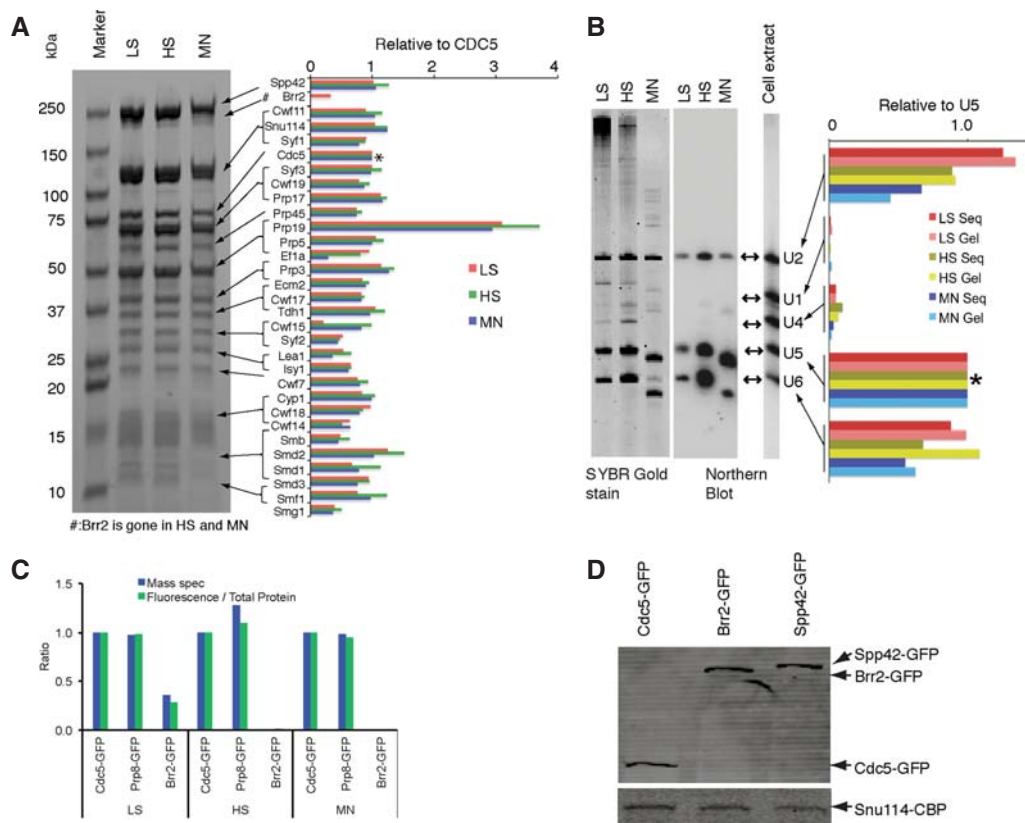 A
kDa
Marker
LS
HS
MN
250
150
100
75
50
37
25
20
15
10
#:Brr2 is gone in HS and MN
Relative to CDC5
0
1
2
3
4
Spp42
# Brr2
Cwf11
Snu114
Syf1
Cdc5
*
Syf3
Cwf19
Prp17
Prp45
Prp19
Prp5
Ef1a
Prp3
Ecm2
Cwf17
Tdh1
Cwf15
Syf2
Lea1
Isy1
Cwf7
Cyp1
Cwf18
Cwf14
Smb
Smd2
Smd1
Smd3
Smf1
Smg1
LS
HS
MN
B
LS
HS
MN
LS
HS
MN
Cell extract
U2
U1
U4
U5
U6
SYBR Gold
stain
Northern
Blot
Relative to U5
0
1.0
*
LS Seq
LS Gel
HS Seq
HS Gel
MN Seq
MN Gel
C
Mass spec
Fluorescence / Total Protein
Ratio
1.5
1.0
0.5
0.0
Cdc5-GFP
Prp8-GFP
Brr2-GFP
Cdc5-GFP
Prp8-GFP
Brr2-GFP
Cdc5-GFP
Prp8-GFP
Brr2-GFP
LS
HS
MN
D
Cdc5-GFP
Brr2-GFP
Spp42-GFP
Spp42-GFP
Brr2-GFP
Cdc5-GFP
Snu114-CBP